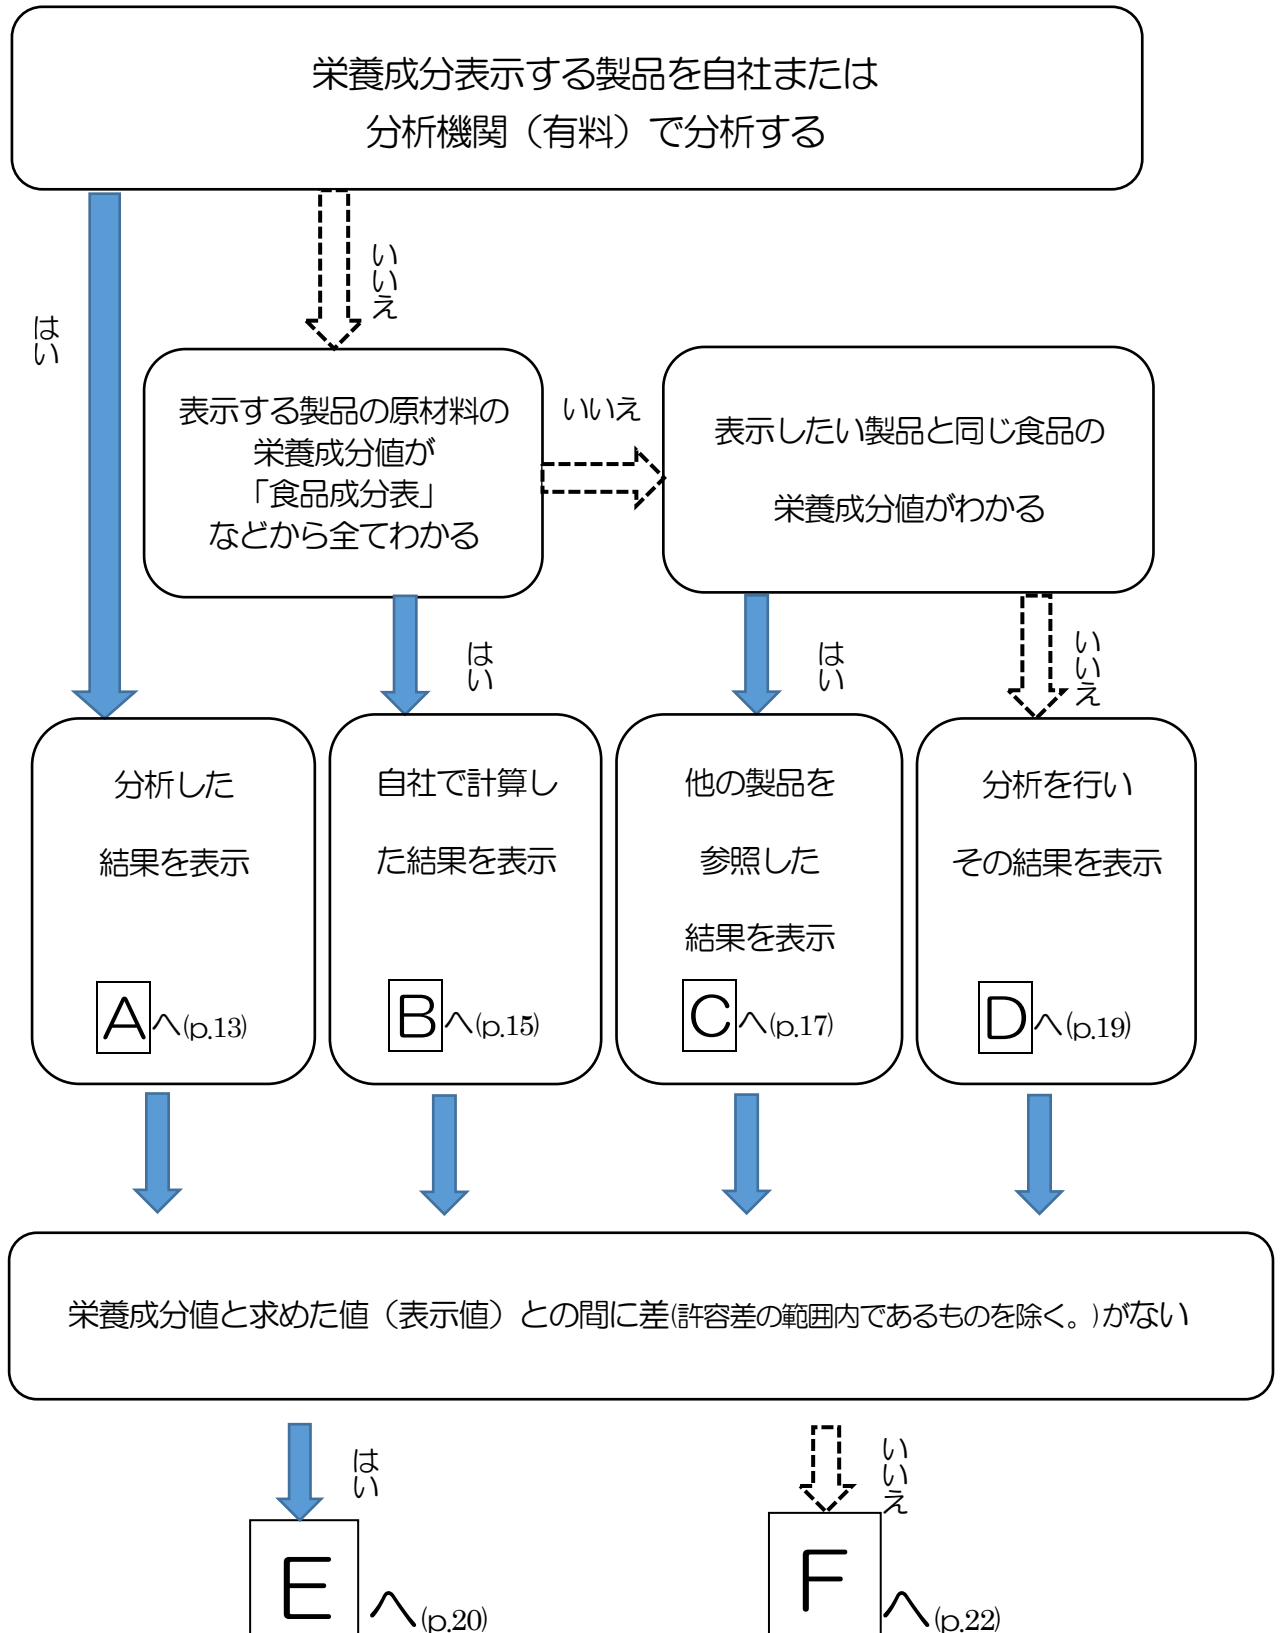 栄養成分表示する製品を自社または
分析機関（有料）で分析する
はい
いいえ
表示する製品の原材料の
栄養成分値が
「食品成分表」
などから全てわかる
いいえ
表示したい製品と同じ食品の
栄養成分値がわかる
はい
はい
いいえ
分析した
結果を表示
Aへ(p.13)
自社で計算し
た結果を表示
Bへ(p.15)
他の製品を
参照した
結果を表示
Cへ(p.17)
分析を行い
その結果を表示
Dへ(p.19)
栄養成分値と求めた値（表示値）との間に差(許容差の範囲内であるものを除く。)がない
はい
いいえ
Eへ(p.20)
Fへ(p.22)